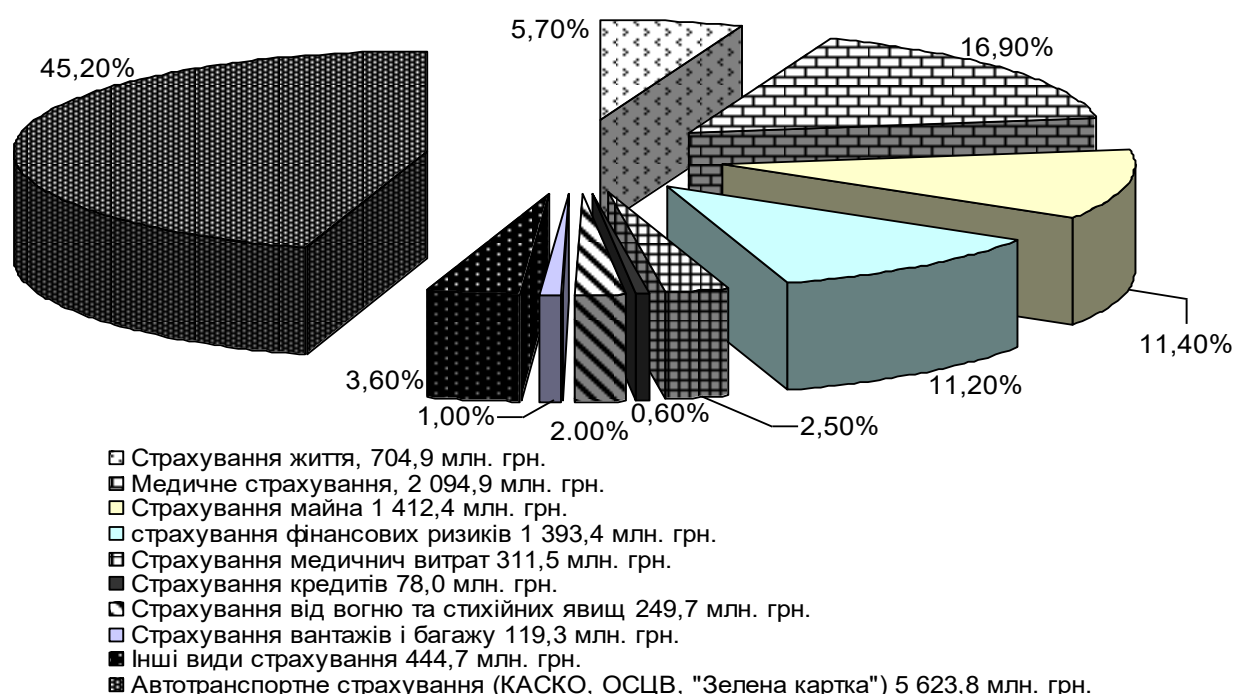 5,70%
16,90%
45,20%
11,40%
11,20%
3,60%
1,00%
2.00%
0,60%
2,50%
Страхування життя, 704,9 млн. грн.
Медичне страхування, 2 094,9 млн. грн.
Страхування майна 1 412,4 млн. грн.
страхування фінансових ризиків 1 393,4 млн. грн.
Страхування медичнич витрат 311,5 млн. грн.
Страхування кредитів 78,0 млн. грн.
Страхування від вогню та стихійних явищ 249,7 млн. грн.
Страхування вантажів і багажу 119,3 млн. грн.
Інші види страхування 444,7 млн. грн.
Автотранспортне страхування (КАСКО, ОСЦВ, "Зелена картка") 5 623,8 млн. грн.